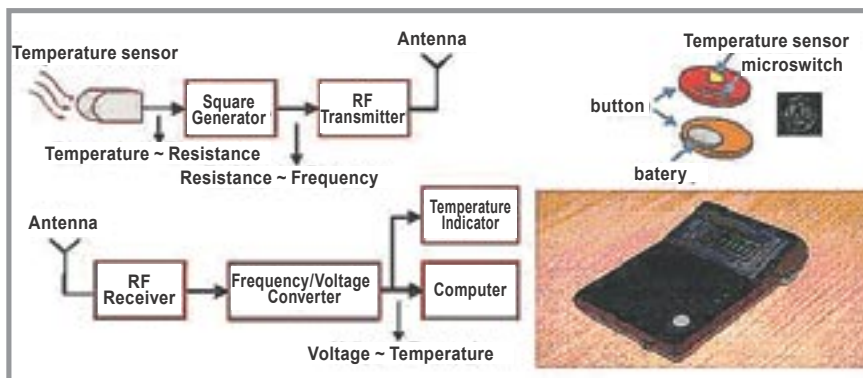 Temperature sensor
Antenna
Square
Generator
RF
Transmitter
Temperature ~ Resistance
Resistance ~ Frequency
Temperature sensor
microswitch
button
batery
Antenna
RF
Receiver
Frequency/Voltage
Converter
Temperature
Indicator
Computer
Voltage ~ Temperature